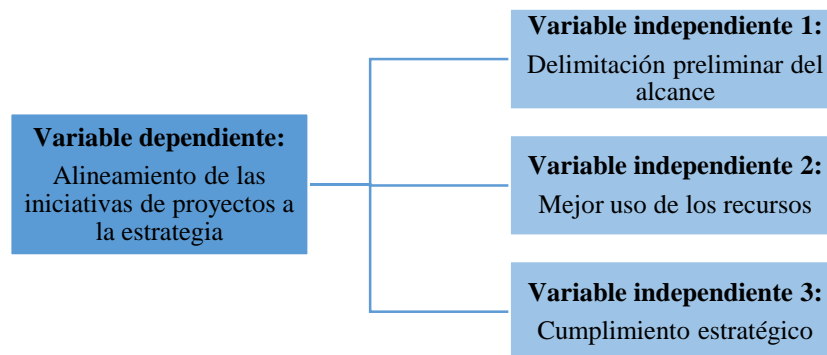 Variable dependiente:
Alineamiento de las
iniciativas de proyectos a
la estrategia
Variable independiente 1:
Delimitación preliminar del
alcance
Variable independiente 2:
Mejor uso de los recursos
Variable independiente 3:
Cumplimiento estratégico